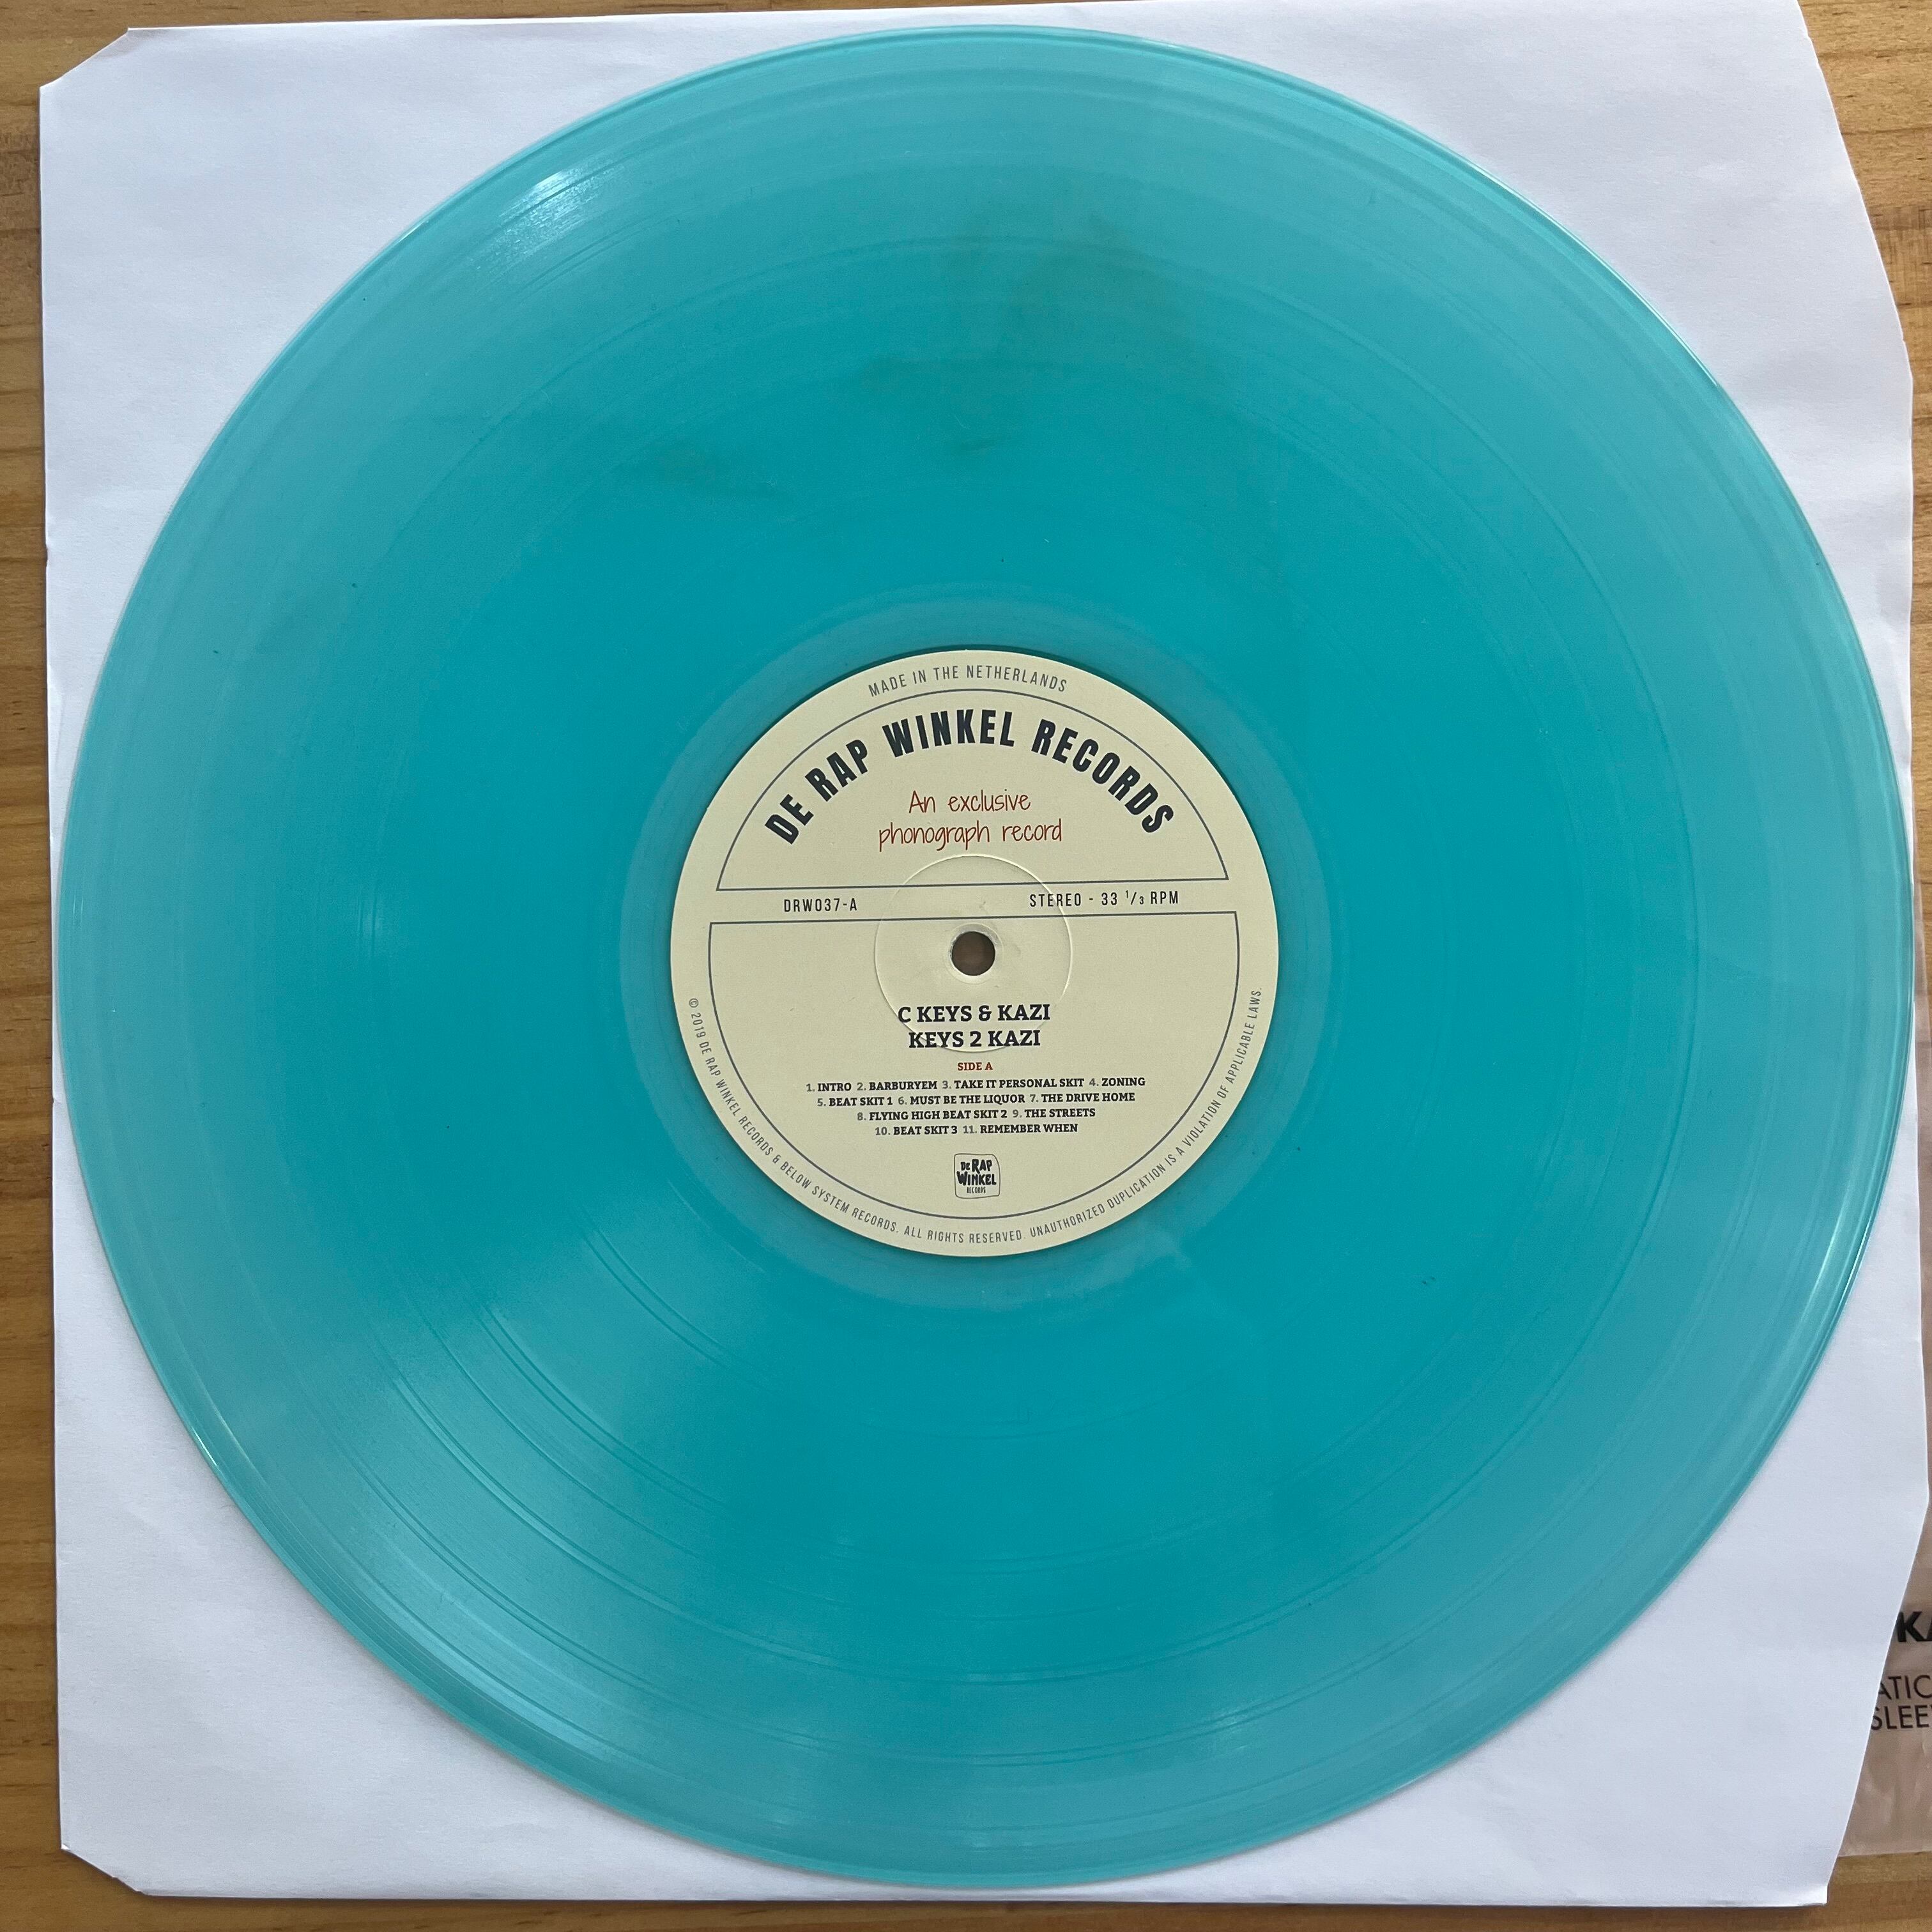 MADE IN THE NETHERLANDS
DE RAP WINKEL RECORDS
An exclusive
phonograph record
DRW037-A
STEREO - 33 1/3 RPM
C KEYS & KAZI
KEYS 2 KAZI
SIDE A
1. INTRO 2. BARBURYEM 3. TAKE IT PERSONAL SKIT 4. ZONING
5. BEAT SKIT 1 6. MUST BE THE LIQUOR 7. THE DRIVE HOME
8. FLYING HIGH BEAT SKIT 2 9. THE STREETS
10. BEAT SKIT 3 11. REMEMBER WHEN
DE RAP
WINKEL
RECORDS
© 2019 DE RAP WINKEL RECORDS & BELOW SYSTEM RECORDS. ALL RIGHTS RESERVED. UNAUTHORIZED DUPLICATION IS A VIOLATION OF APPLICABLE LAWS.